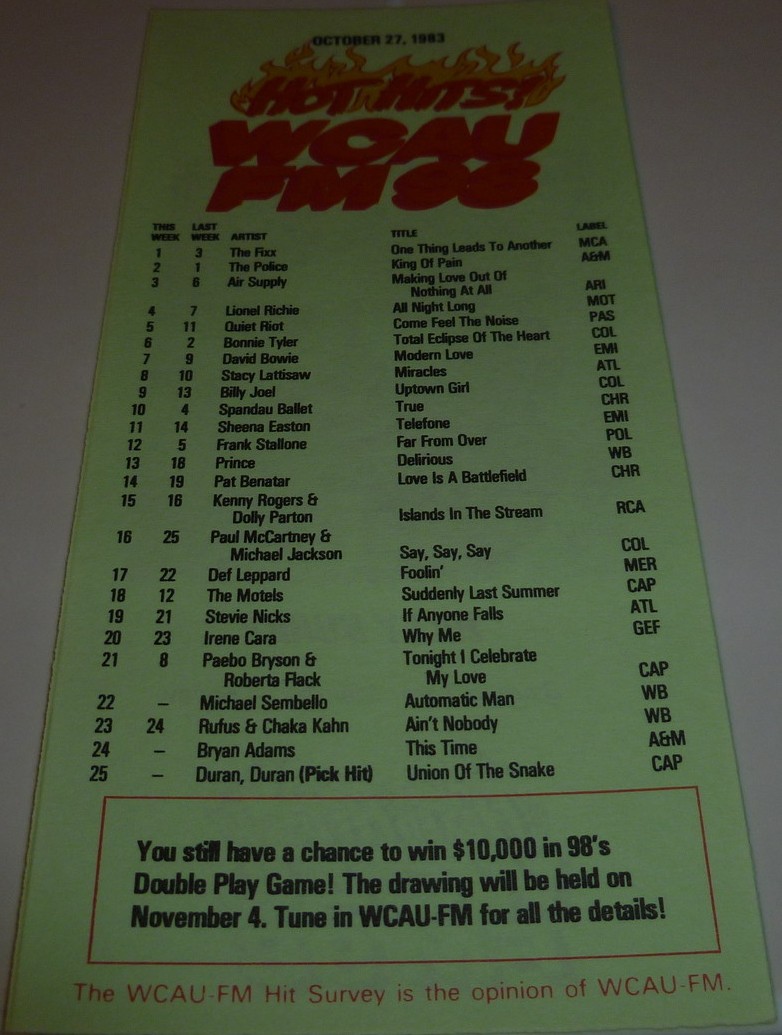 OCTOBER 27, 1983
HOT HITS!
WCAU
FM 98
THIS WEEK LAST WEEK ARTIST TITLE LABEL
1 3 The Fixx One Thing Leads To Another MCA
2 1 The Police King Of Pain A&M
3 6 Air Supply Making Love Out Of
Nothing At All ARI
4 7 Lionel Richie All Night Long MOT
5 11 Quiet Riot Come Feel The Noise PAS
6 2 Bonnie Tyler Total Eclipse Of The Heart COL
7 9 David Bowie Modern Love EMI
8 10 Stacy Lattisaw Miracles ATL
9 13 Billy Joel Uptown Girl COL
10 4 Spandau Ballet True CHR
11 14 Sheena Easton Telefone EMI
12 5 Frank Stallone Far From Over POL
13 18 Prince Delirious WB
14 19 Pat Benatar Love Is A Battlefield CHR
15 16 Kenny Rogers &
Dolly Parton Islands In The Stream RCA
16 25 Paul McCartney &
Michael Jackson Say, Say, Say COL
17 22 Def Leppard Foolin' MER
18 12 The Motels Suddenly Last Summer CAP
19 21 Stevie Nicks If Anyone Falls ATL
20 23 Irene Cara Why Me GEF
21 8 Paebo Bryson & Tonight I Celebrate
Roberta Flack My Love CAP
22 – Michael Sembello Automatic Man WB
23 24 Rufus & Chaka Kahn Ain't Nobody WB
24 – Bryan Adams This Time A&M
25 – Duran, Duran (Pick Hit) Union Of The Snake CAP
You still have a chance to win $10,000 in 98's
Double Play Game! The drawing will be held on
November 4. Tune in WCAU-FM for all the details!
The WCAU-FM Hit Survey is the opinion of WCAU-FM.